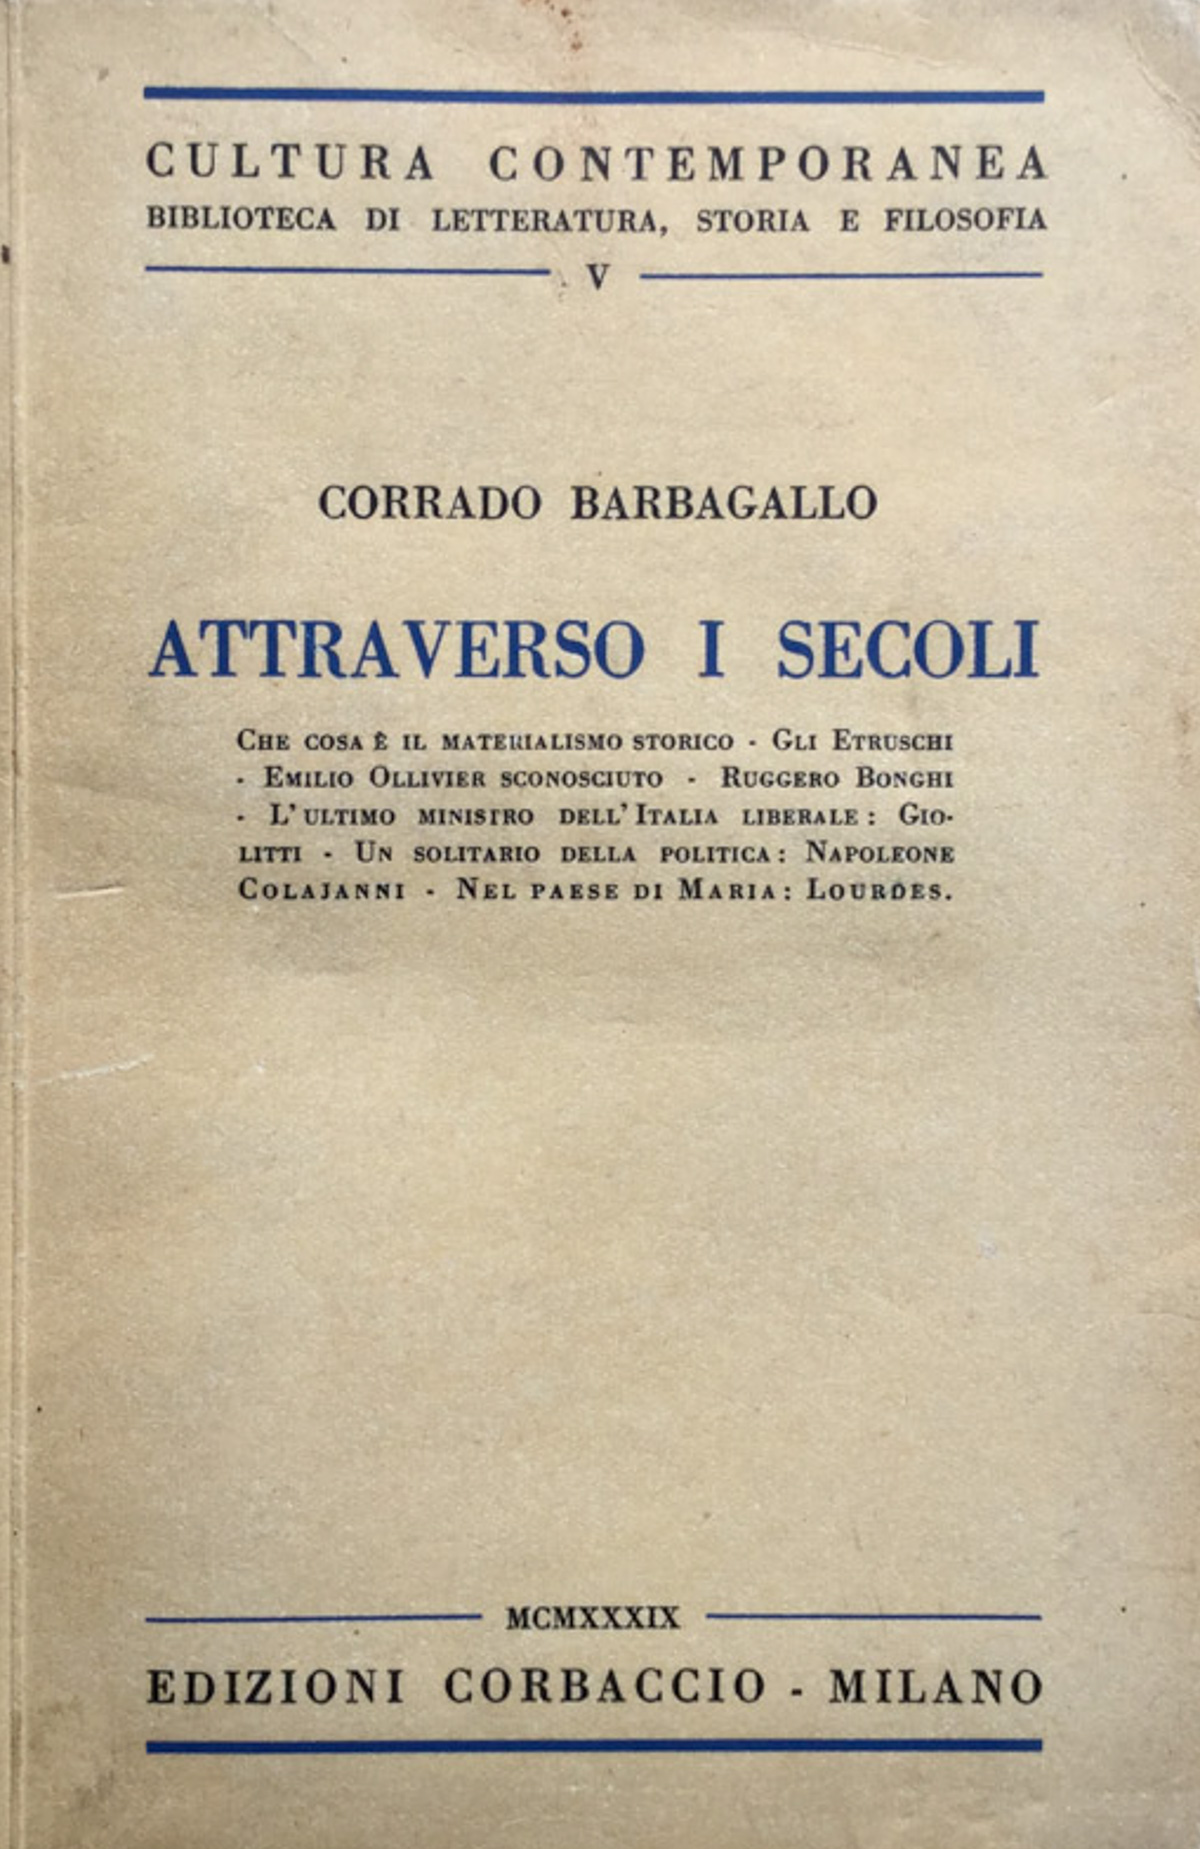 CULTURA CONTEMPORANEA
BIBLIOTECA DI LETTERATURA, STORIA E FILOSOFIA
V
CORRADO BARBAGALLO
ATTRAVERSO I SECOLI
CHE COSA È IL MATERIALISMO STORICO - GLI ETRUSCHI
- EMILIO OLLIVIER SCONOSCIUTO - RUGGERO BONGHI
- L'ULTIMO MINISTRO DELL'ITALIA LIBERALE: GIO-
LITTI - UN SOLITARIO DELLA POLITICA: NAPOLEONE
COLAJANNI - NEL PAESE DI MARIA: LOURDES.
MCMXXXIX
EDIZIONI CORBACCIO - MILANO